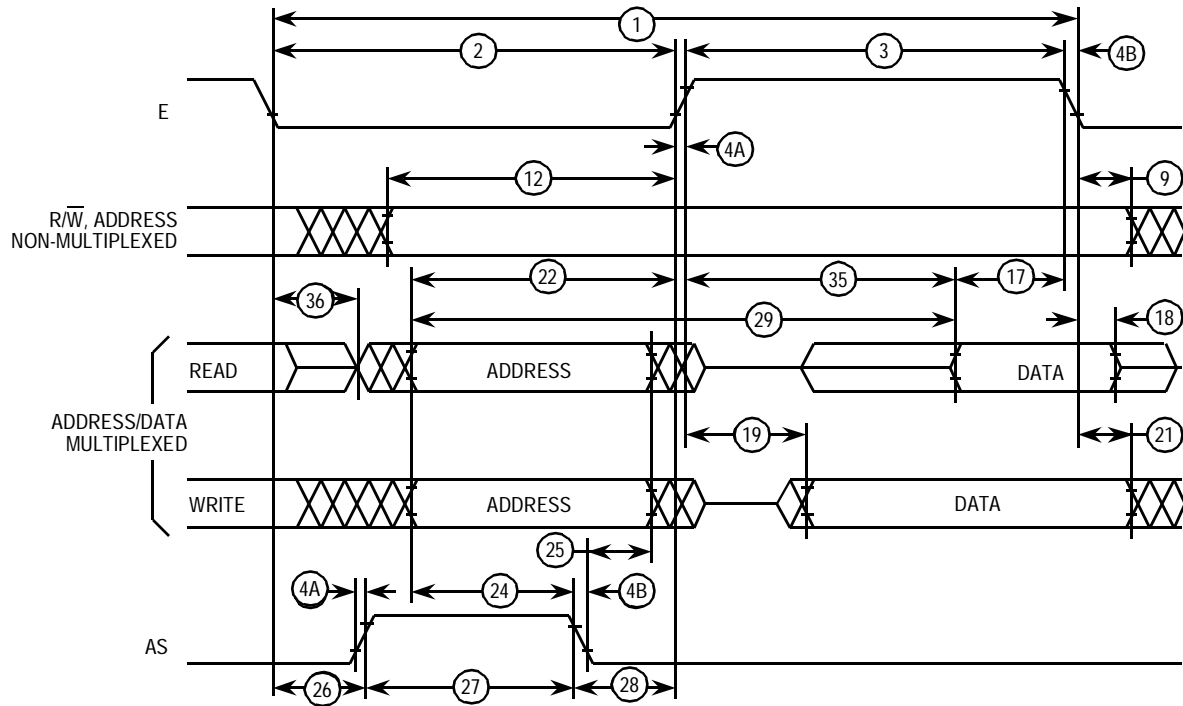 1
2
3
4B
E
4A
12
9
R/W̅, ADDRESS
NON-MULTIPLEXED
22
35
17
36
29
18
READ
ADDRESS
DATA
ADDRESS/DATA
MULTIPLEXED
19
21
WRITE
ADDRESS
DATA
25
4A
24
4B
AS
26
27
28